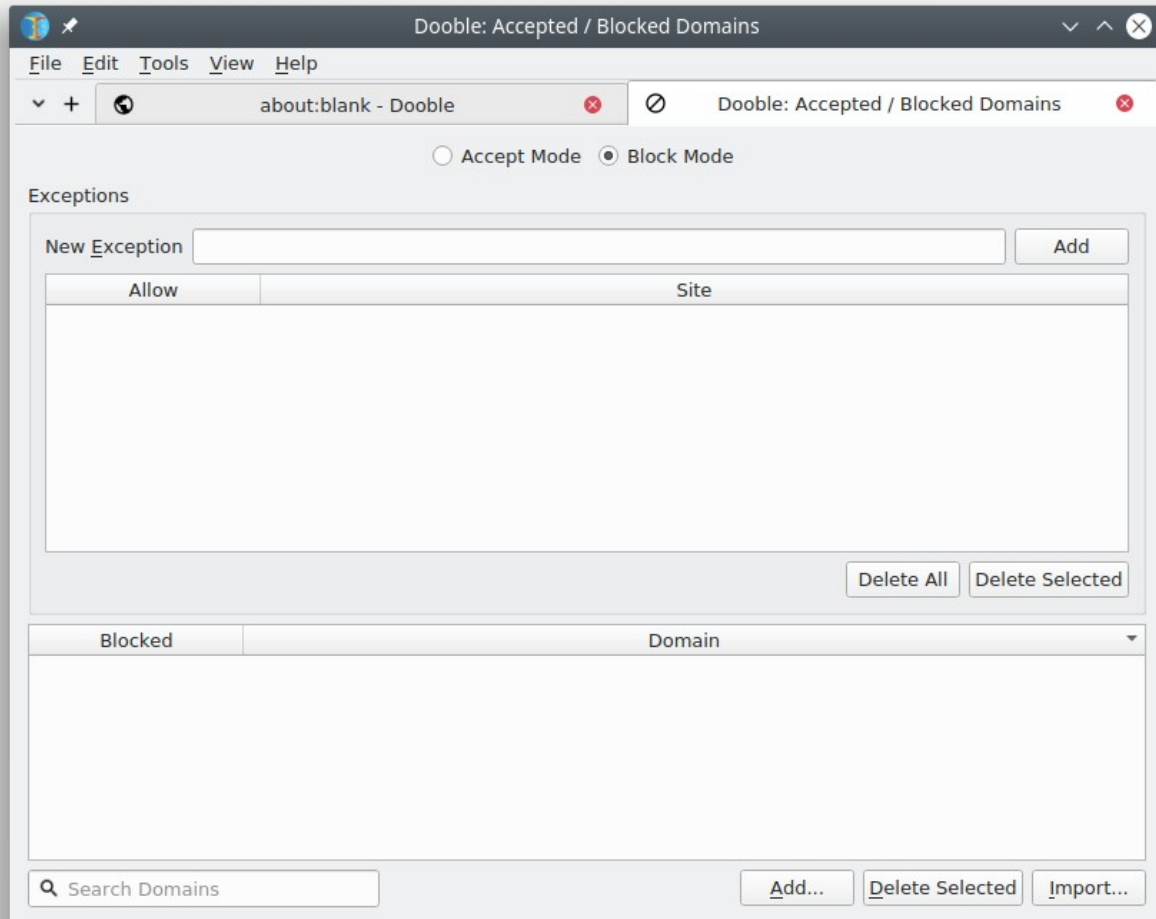 Dooble: Accepted / Blocked Domains
File Edit Tools View Help
about:blank - Dooble
Dooble: Accepted / Blocked Domains
Accept Mode Block Mode
Exceptions
New Exception Add
Allow Site
Delete All Delete Selected
Blocked Domain
Search Domains Add... Delete Selected Import...